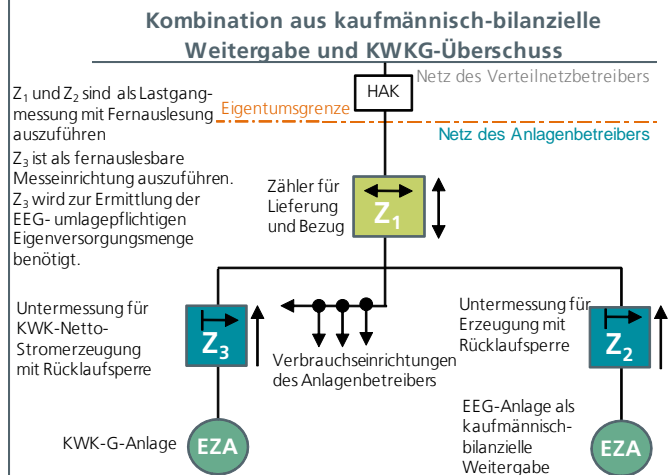 Kombination aus kaufmännisch-bilanzielle
Weitergabe und KWKG-Überschuss
Netz des Verteilnetzbetreibers
HAK
Z1 und Z2 sind als Lastgang-
messung mit Fernauslesung
auszuführen
Eigentumsgrenze
Netz des Anlagenbetreibers
Z3 ist als fernauslesbare
Messeinrichtung auszuführen.
Z3 wird zur Ermittlung der
EEG- umlagepflichtigen
Eigenversorgungsmenge
benötigt.
Zähler für
Lieferung
und Bezug
Z1
Untermessung für
KWK-Netto-
Stromerzeugung
mit Rücklaufsperre
Z3
Verbrauchseinrichtungen
des Anlagenbetreibers
Untermessung für
Erzeugung mit
Rücklaufsperre
Z2
KWK-G-Anlage
EZA
EEG-Anlage als
kaufmännisch-
bilanzielle
Weitergabe
EZA